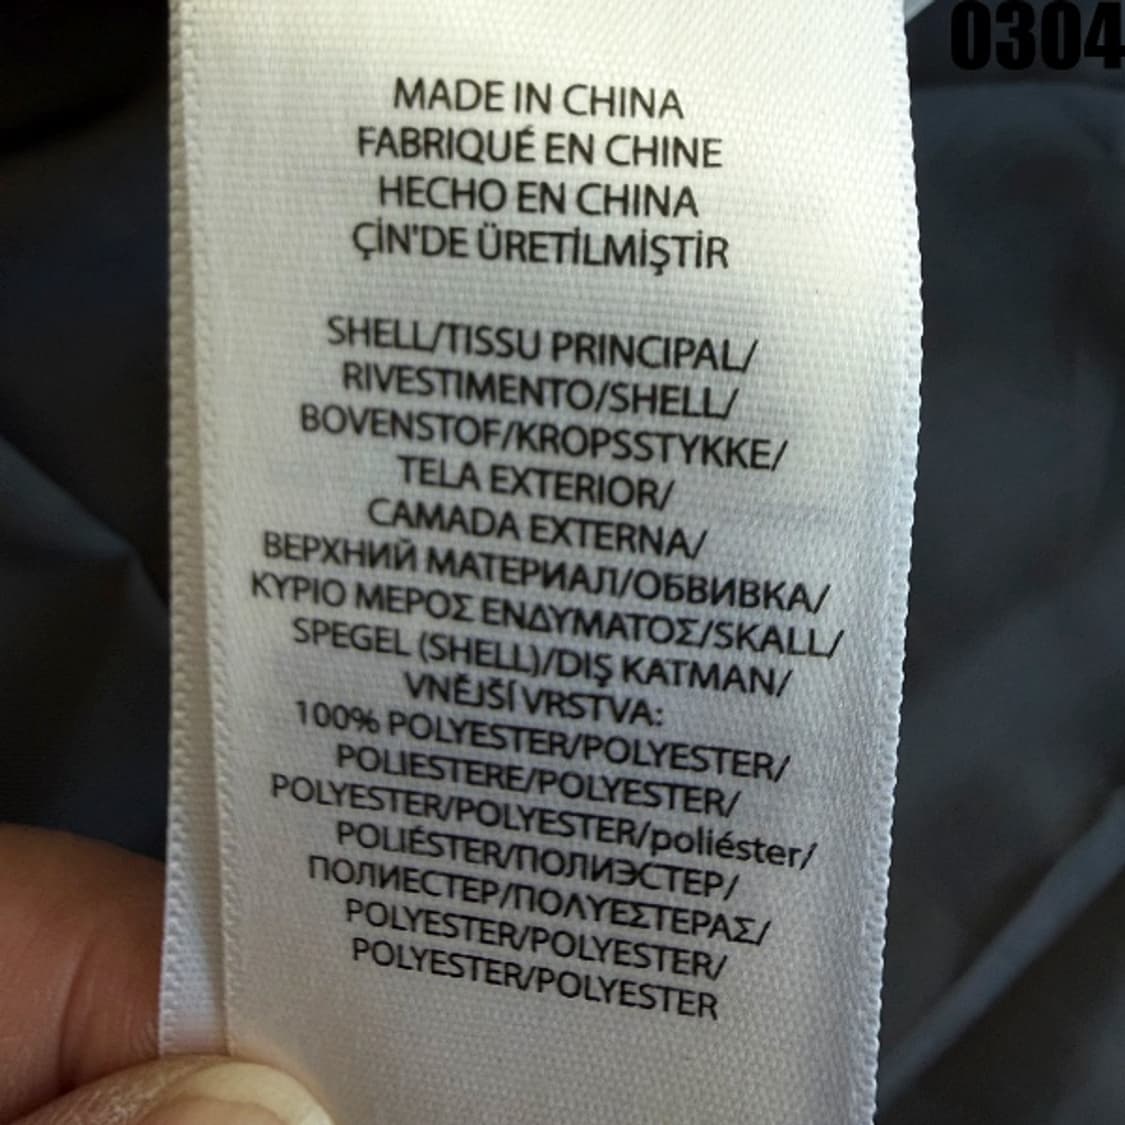 0304
MADE IN CHINA
FABRIQUÉ EN CHINE
HECHO EN CHINA
ÇİN'DE ÜRETİLMİŞTİR
SHELL/TISSU PRINCIPAL/
RIVESTIMENTO/SHELL/
BOVENSTOF/KROPSSTYKKE/
TELA EXTERIOR/
CAMADA EXTERNA/
ВЕРХНИЙ МАТЕРИАЛ/ОБВИВКА/
ΚΥΡΙΟ ΜΕΡΟΣ ΕΝΔΥΜΑΤΟΣ/SKALL/
SPEGEL (SHELL)/DIŞ KATMAN/
VNĚJŠÍ VRSTVA:
100% POLYESTER/POLYESTER/
POLIESTERE/POLYESTER/
POLYESTER/POLYESTER/poliéster/
POLIÉSTER/ПОЛИЭСТЕР/
ПОЛИЕСТЕР/ΠΟΛΥΕΣΤΕΡΑΣ/
POLYESTER/POLYESTER/
POLYESTER/POLYESTER